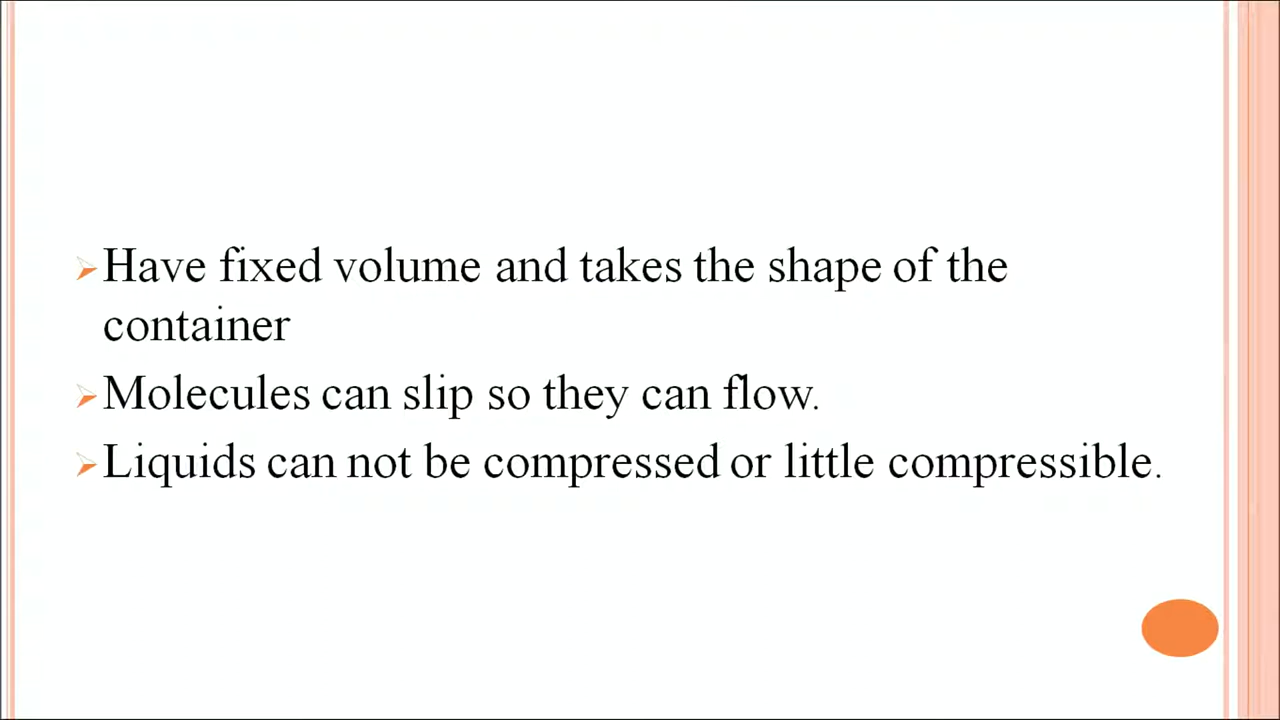 Have fixed volume and takes the shape of the
container
Molecules can slip so they can flow.
Liquids can not be compressed or little compressible.